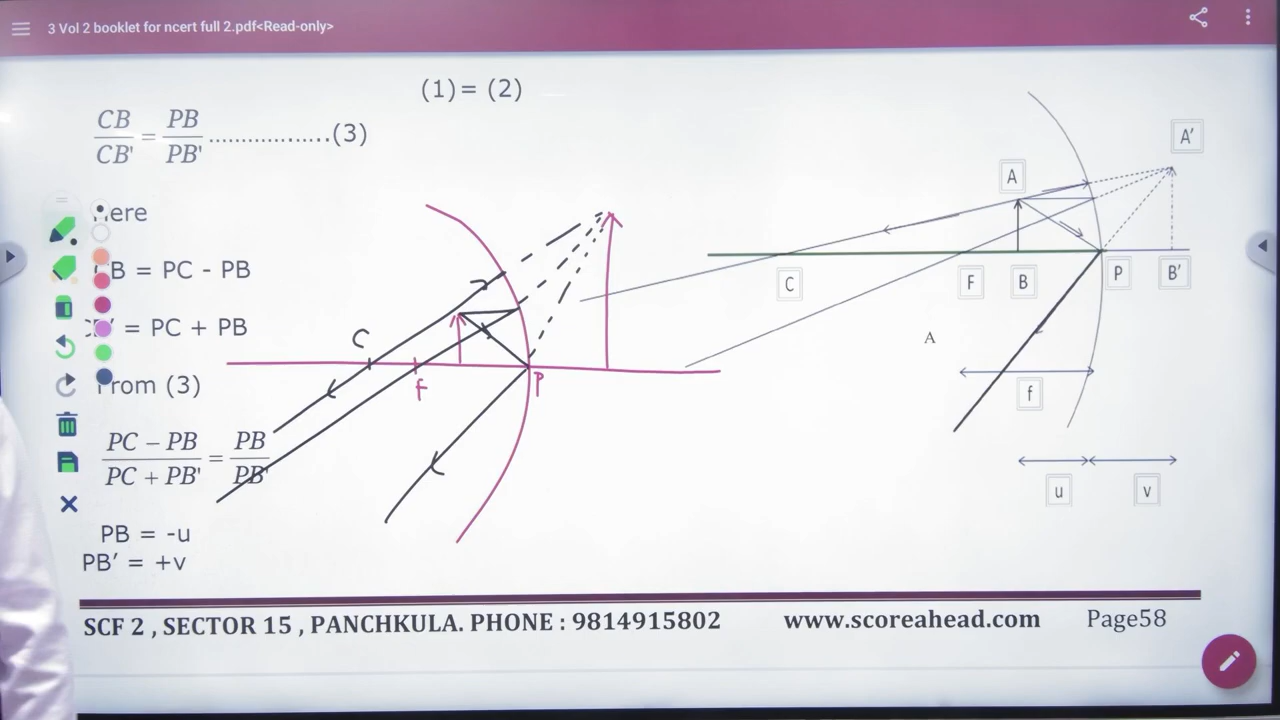 3 Vol 2 booklet for ncert full 2.pdf<Read-only>
(1)= (2)
CB/CB' = PB/PB' ..................(3)
ere
B = PC - PB
' = PC + PB
From (3)
PC – PB/PC + PB' = PB/PB'
PB = -u
PB′ = +v
C
f
P
A
A′
C
F
B
P
B′
A
f
u
v
SCF 2 , SECTOR 15 , PANCHKULA. PHONE : 9814915802 www.scoreahead.com Page58